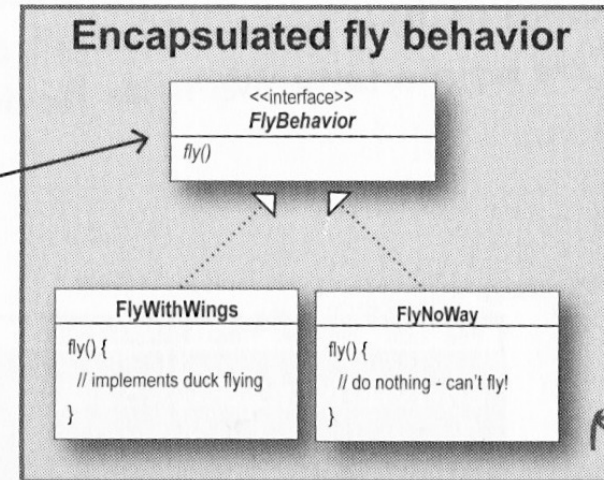 Encapsulated fly behavior
<<interface>>
FlyBehavior
fly()
FlyWithWings
fly() {
// implements duck flying
}
FlyNoWay
fly() {
// do nothing - can't fly!
}